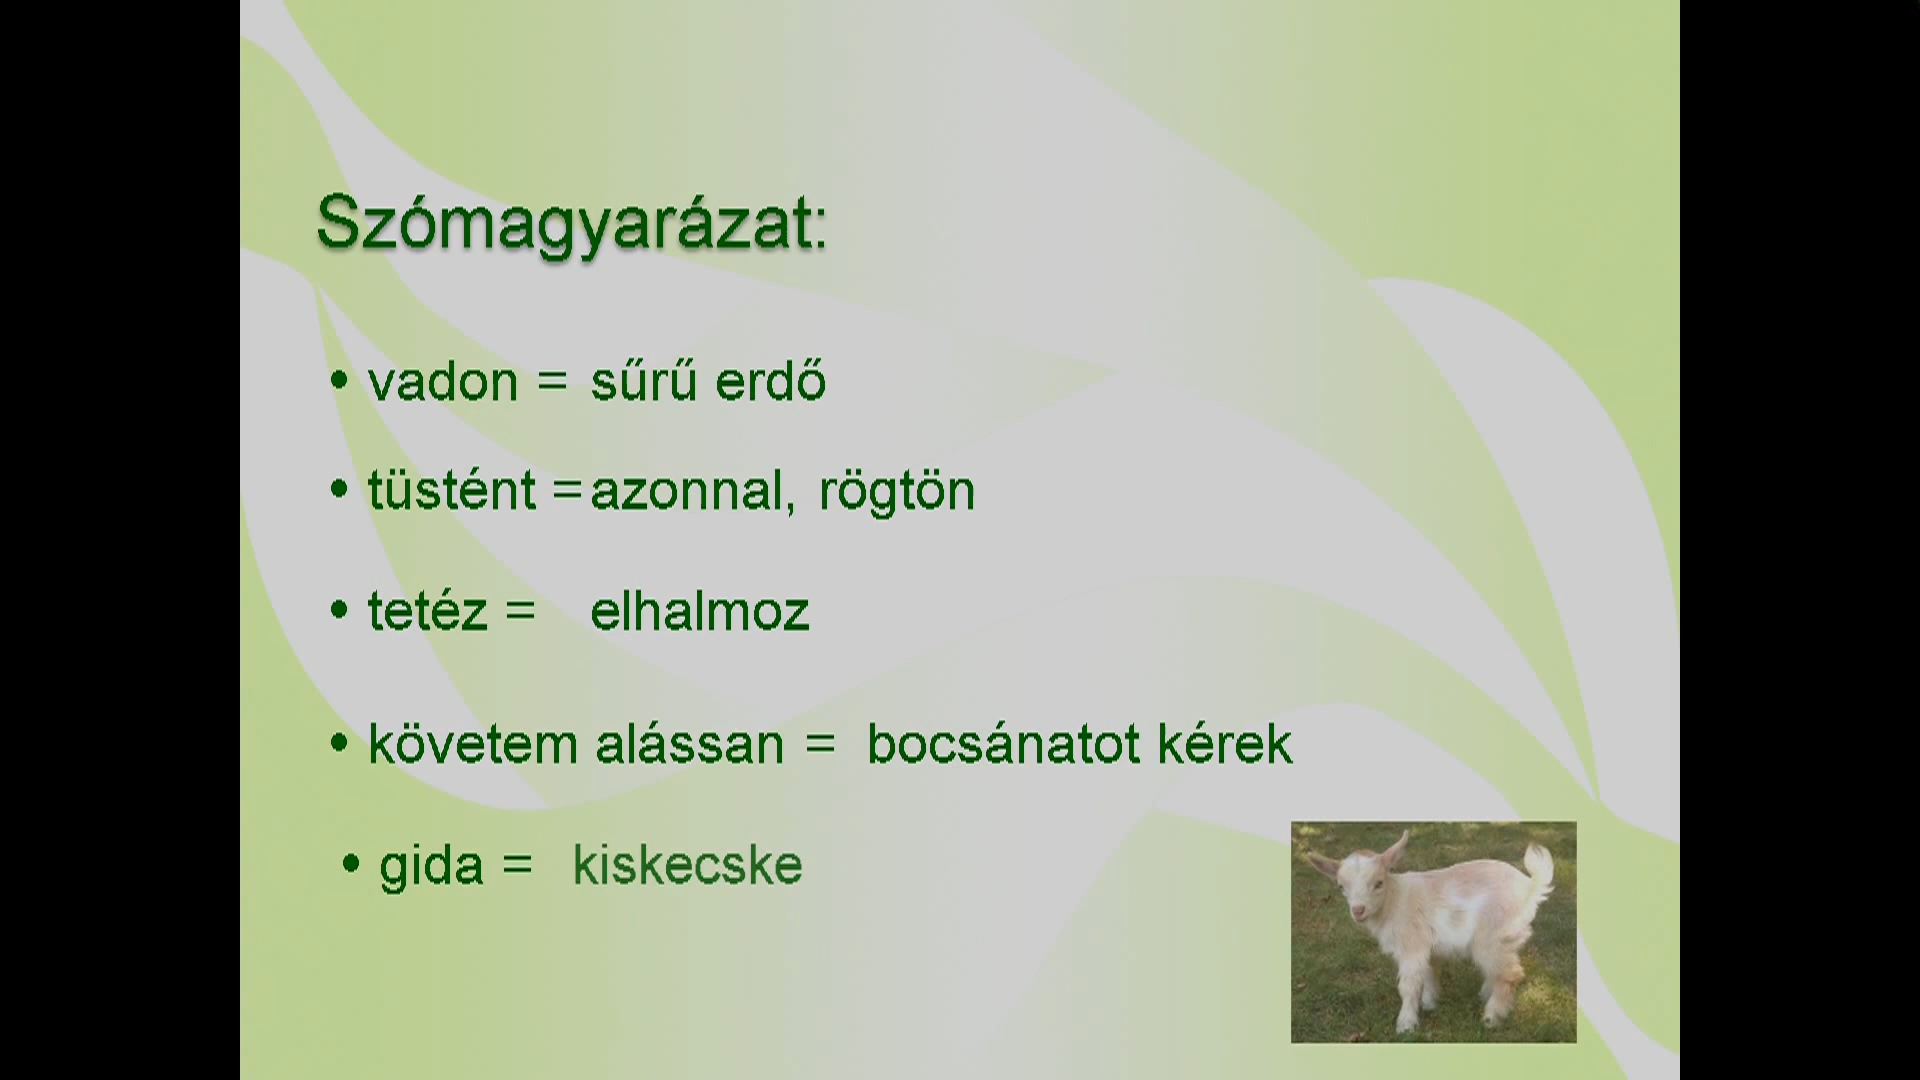 Szómagyarázat:
• vadon = sűrű erdő
• tüstént = azonnal, rögtön
• tetéz = elhalmoz
• követem alássan = bocsánatot kérek
• gida = kiskecske